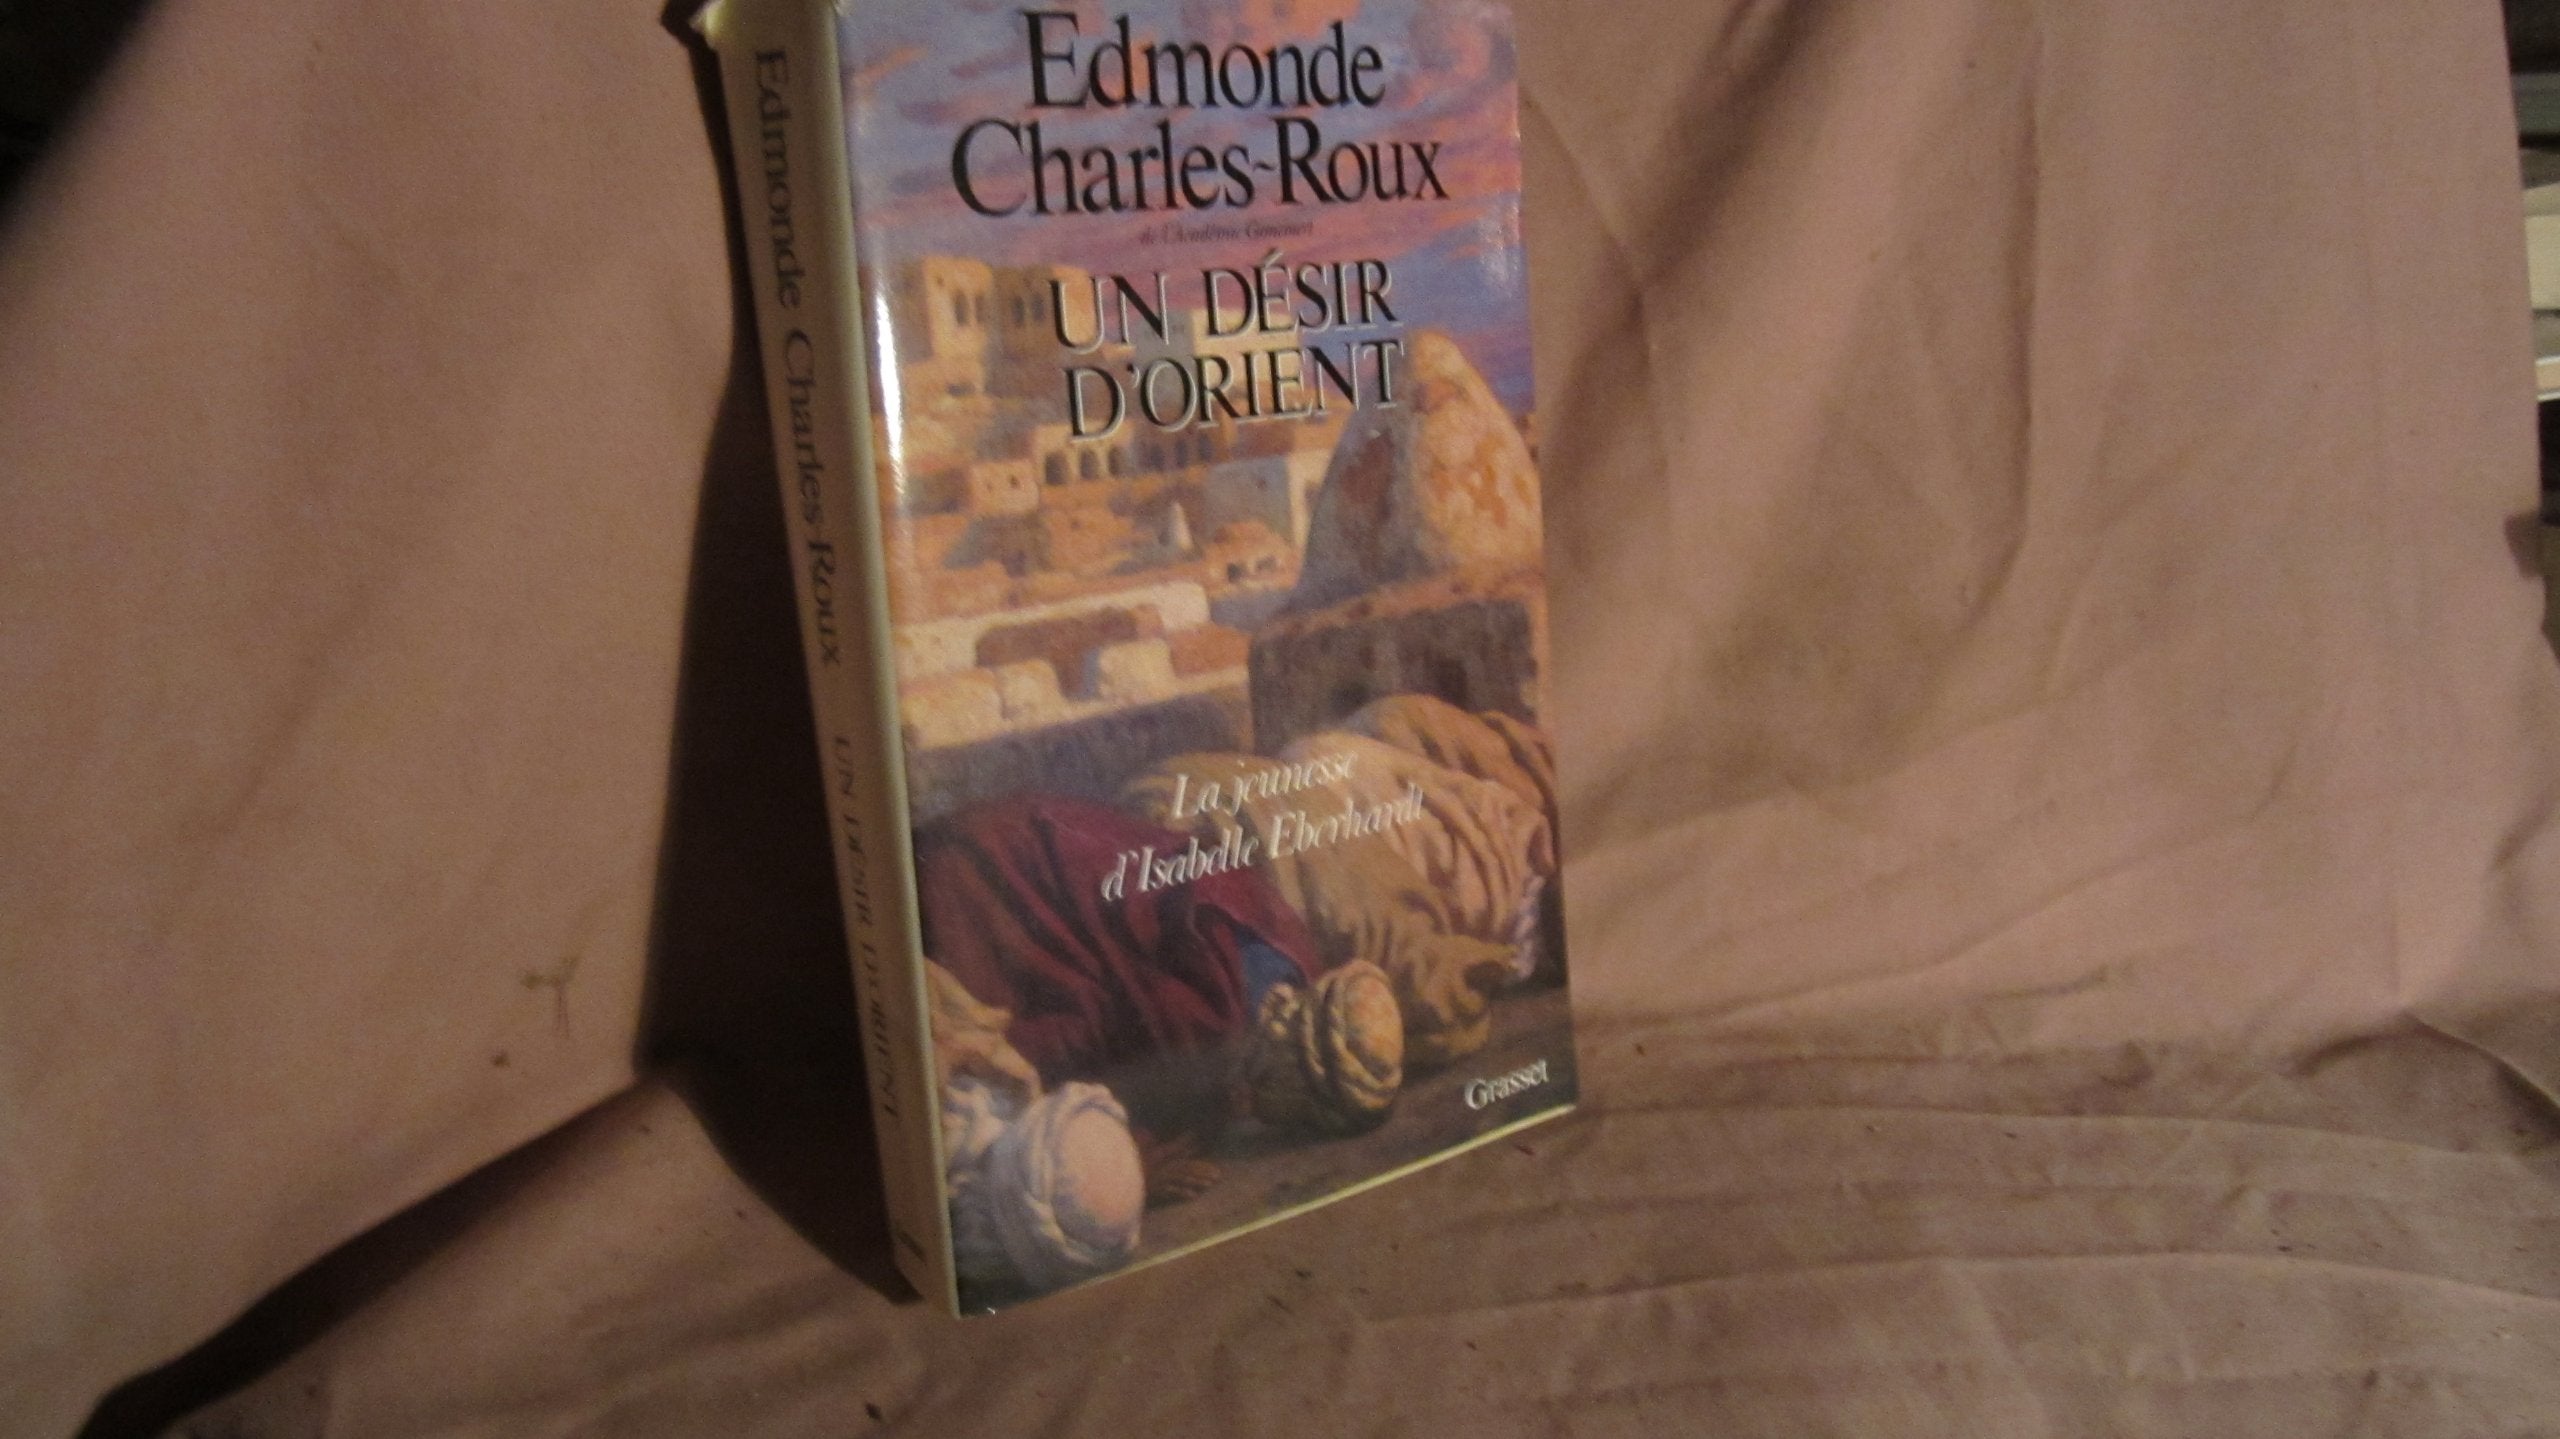 Edmonde
Charles-Roux
de l'Académie Goncourt
UN DÉSIR
D'ORIENT
La jeunesse
d'Isabelle Eberhardt
Grasset
Edmonde Charles-Roux UN DÉSIR D'ORIENT